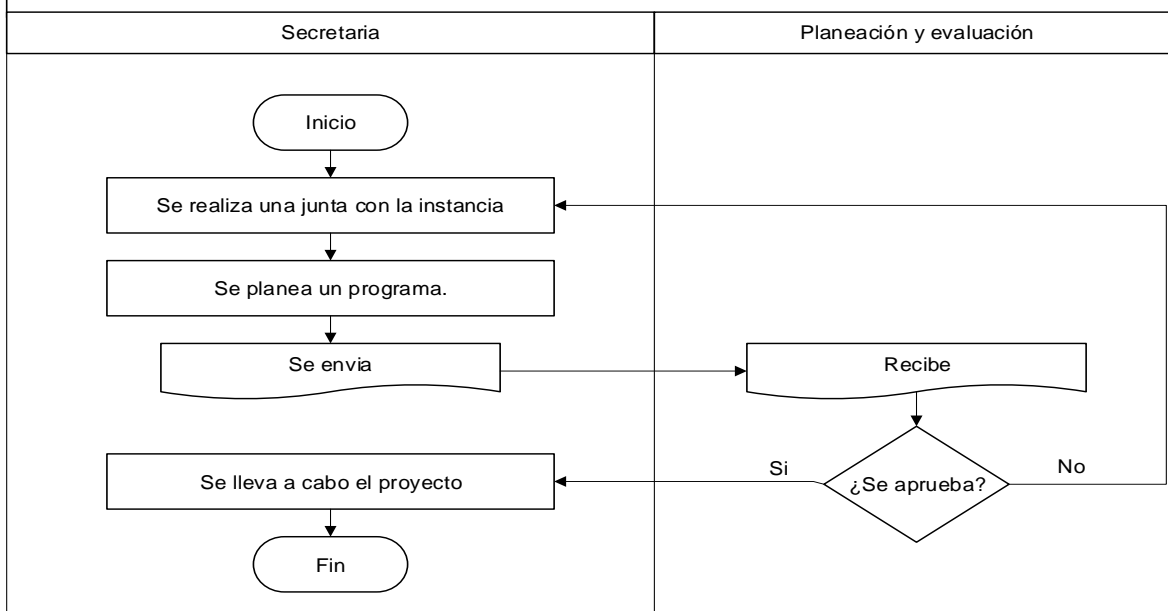 Secretaria
Planeación y evaluación
Inicio
Se realiza una junta con la instancia
Se planea un programa.
Se envia
Recibe
Se lleva a cabo el proyecto
Si
¿Se aprueba?
No
Fin